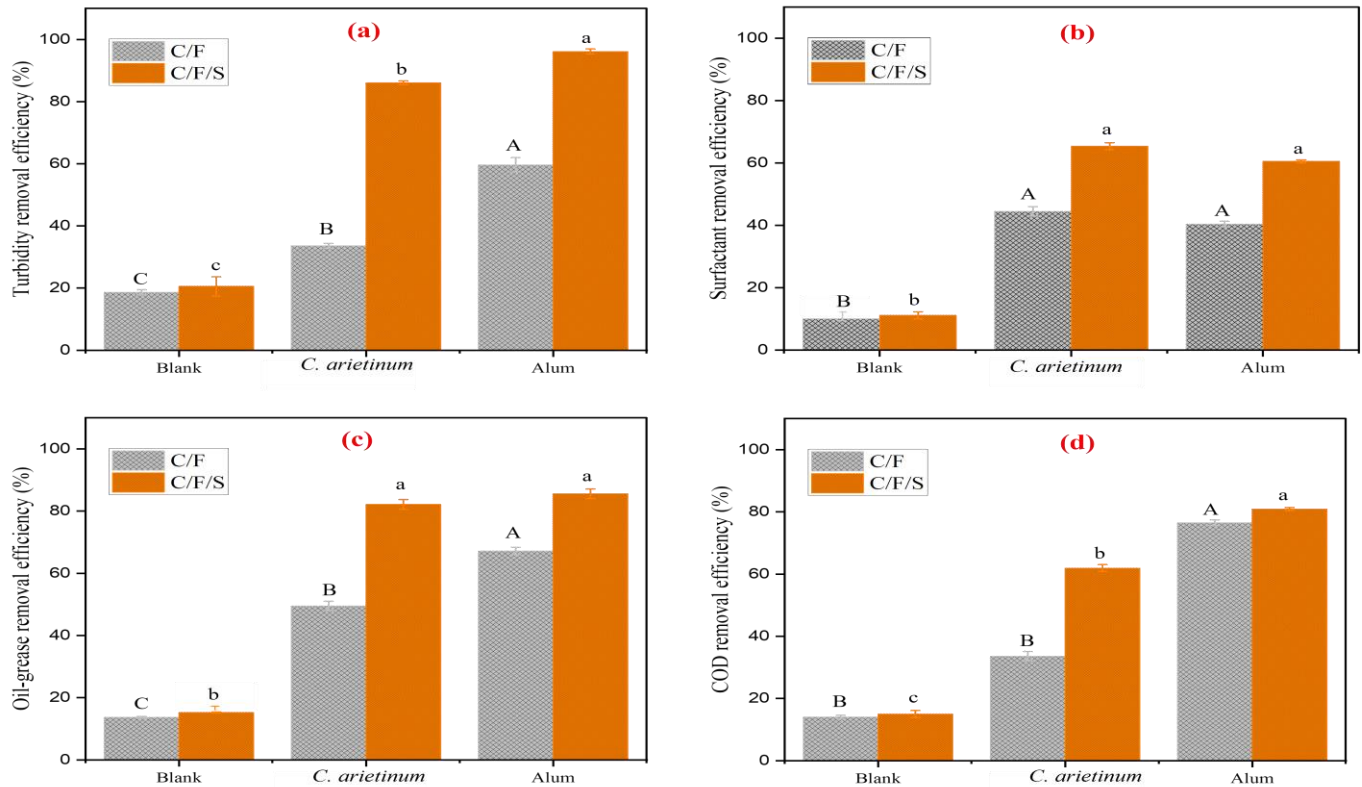 (a)
C/F
C/F/S
Turbidity removal efficiency (%)
100
80
60
40
20
0
C
c
B
b
A
a
Blank
C. arietinum
Alum
(b)
C/F
C/F/S
Surfactant removal efficiency (%)
100
80
60
40
20
0
B
b
A
a
A
a
Blank
C. arietinum
Alum
(c)
C/F
C/F/S
Oil-grease removal efficiency (%)
100
80
60
40
20
0
C
b
B
a
A
a
Blank
C. arietinum
Alum
(d)
C/F
C/F/S
COD removal efficiency (%)
100
80
60
40
20
0
B
c
B
b
A
a
Blank
C. arietinum
Alum